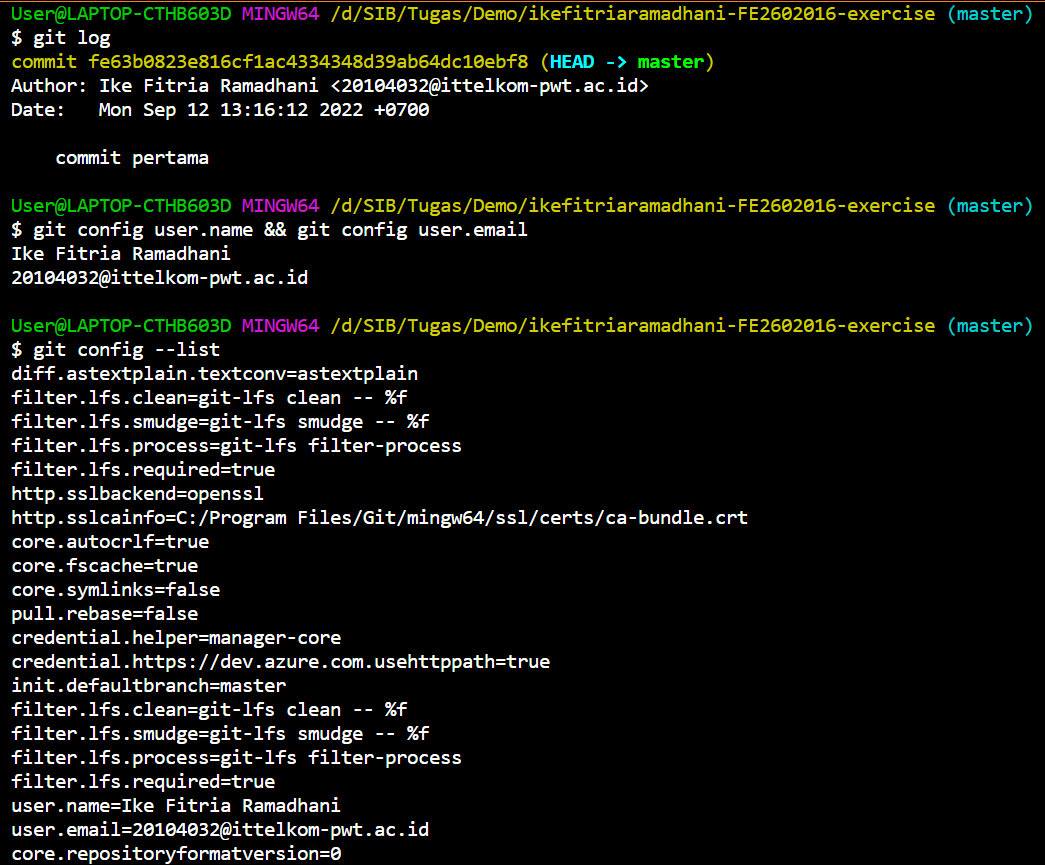 User@LAPTOP-CTHB603D MINGW64 /d/SIB/Tugas/Demo/ikefitriaramadhani-FE2602016-exercise (master)
$ git log
commit fe63b0823e816cf1ac4334348d39ab64dc10ebf8 (HEAD -> master)
Author: Ike Fitria Ramadhani <20104032@ittelkom-pwt.ac.id>
Date:   Mon Sep 12 13:16:12 2022 +0700

    commit pertama

User@LAPTOP-CTHB603D MINGW64 /d/SIB/Tugas/Demo/ikefitriaramadhani-FE2602016-exercise (master)
$ git config user.name && git config user.email
Ike Fitria Ramadhani
20104032@ittelkom-pwt.ac.id

User@LAPTOP-CTHB603D MINGW64 /d/SIB/Tugas/Demo/ikefitriaramadhani-FE2602016-exercise (master)
$ git config --list
diff.astextplain.textconv=astextplain
filter.lfs.clean=git-lfs clean -- %f
filter.lfs.smudge=git-lfs smudge -- %f
filter.lfs.process=git-lfs filter-process
filter.lfs.required=true
http.sslbackend=openssl
http.sslcainfo=C:/Program Files/Git/mingw64/ssl/certs/ca-bundle.crt
core.autocrlf=true
core.fscache=true
core.symlinks=false
pull.rebase=false
credential.helper=manager-core
credential.https://dev.azure.com.usehttppath=true
init.defaultbranch=master
filter.lfs.clean=git-lfs clean -- %f
filter.lfs.smudge=git-lfs smudge -- %f
filter.lfs.process=git-lfs filter-process
filter.lfs.required=true
user.name=Ike Fitria Ramadhani
user.email=20104032@ittelkom-pwt.ac.id
core.repositoryformatversion=0